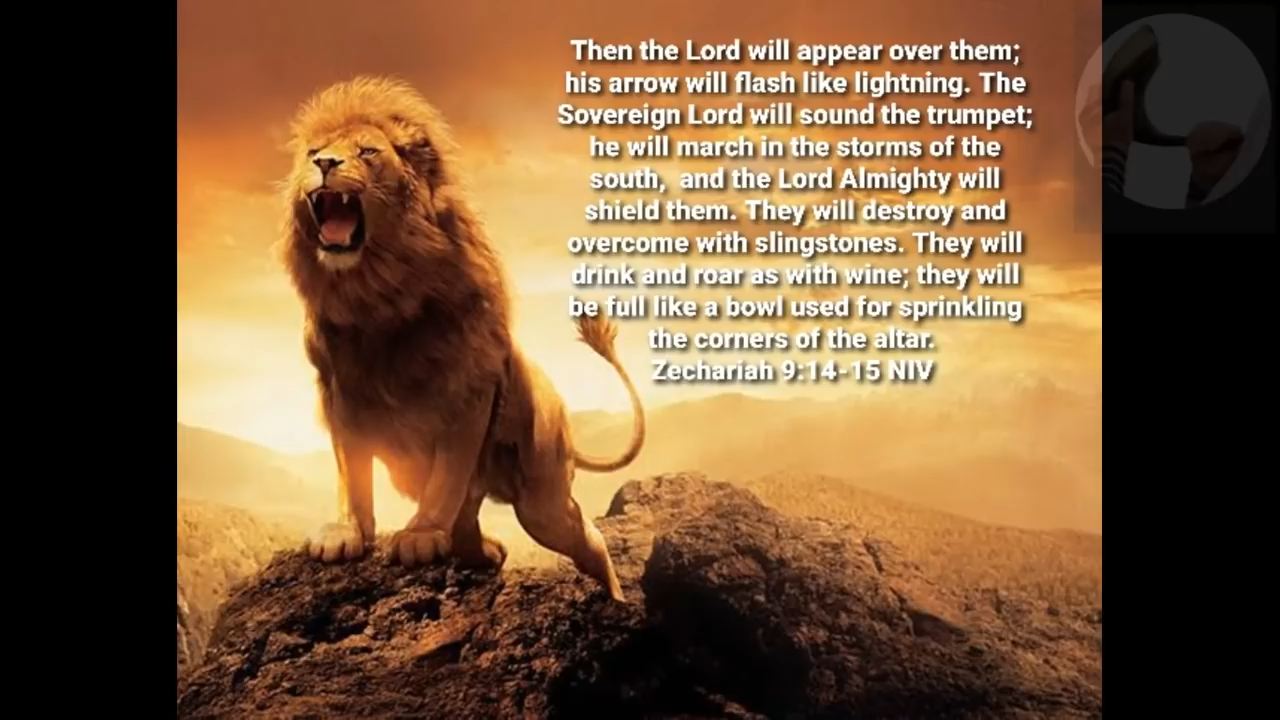 Then the Lord will appear over them;
his arrow will flash like lightning. The
Sovereign Lord will sound the trumpet;
he will march in the storms of the
south,  and the Lord Almighty will
shield them. They will destroy and
overcome with slingstones. They will
drink and roar as with wine; they will
be full like a bowl used for sprinkling
the corners of the altar.
Zechariah 9:14-15 NIV